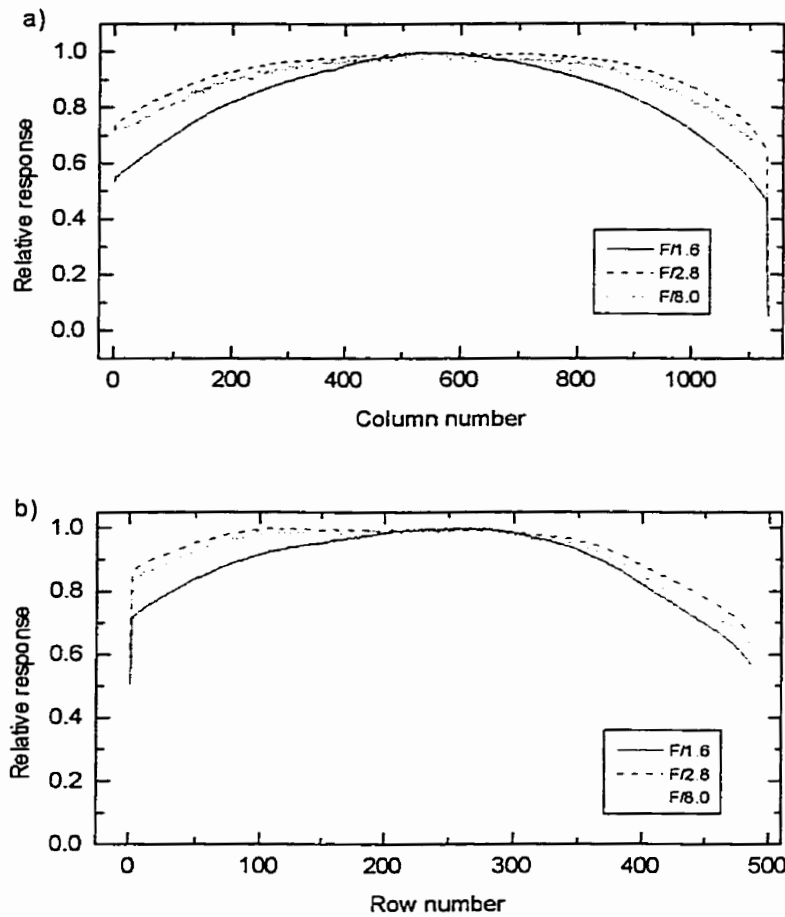 a)
Relative response
1.0
0.8
0.6
0.4
0.2
0.0
F/1.6
F/2.8
F/8.0
0 200 400 600 800 1000
Column number
b)
Relative response
1.0
0.8
0.6
0.4
0.2
0.0
F/1.6
F/2.8
F/8.0
0 100 200 300 400 500
Row number